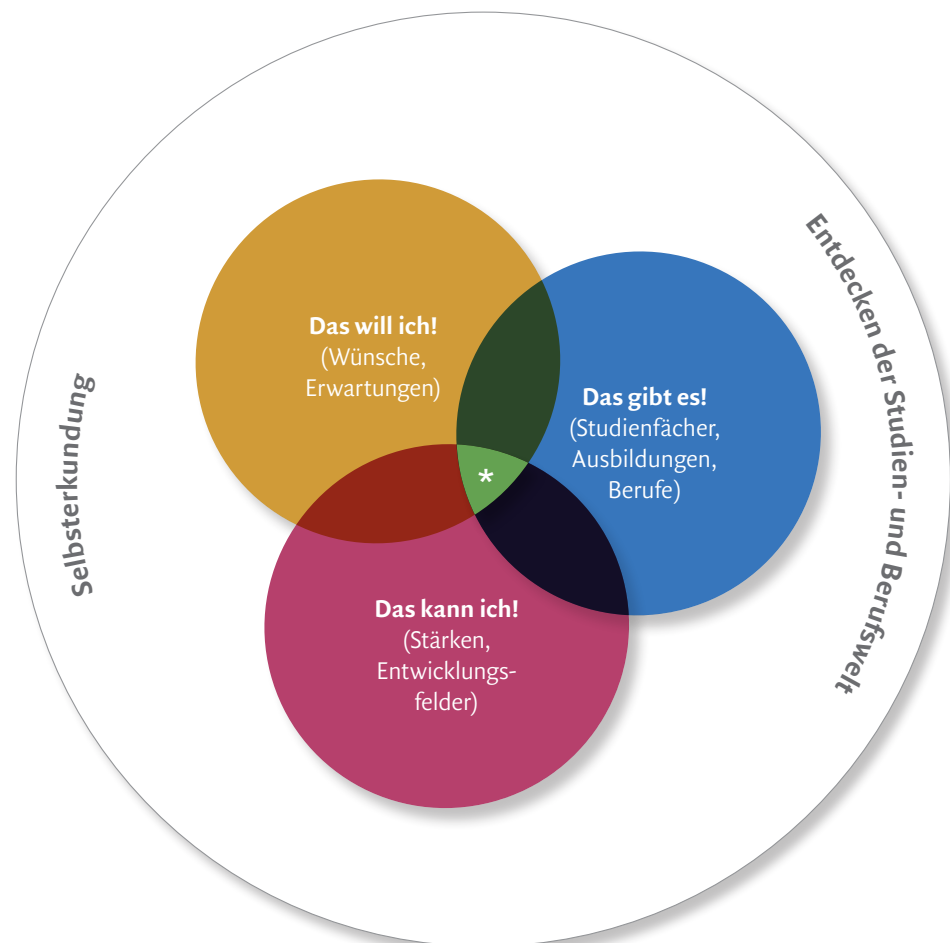 Selbsterkundung
Das will ich!
(Wünsche,
Erwartungen)
Das gibt es!
(Studienfächer,
Ausbildungen,
Berufe)
*
Das kann ich!
(Stärken,
Entwicklungs-
felder)
Entdecken der Studien- und Berufswelt